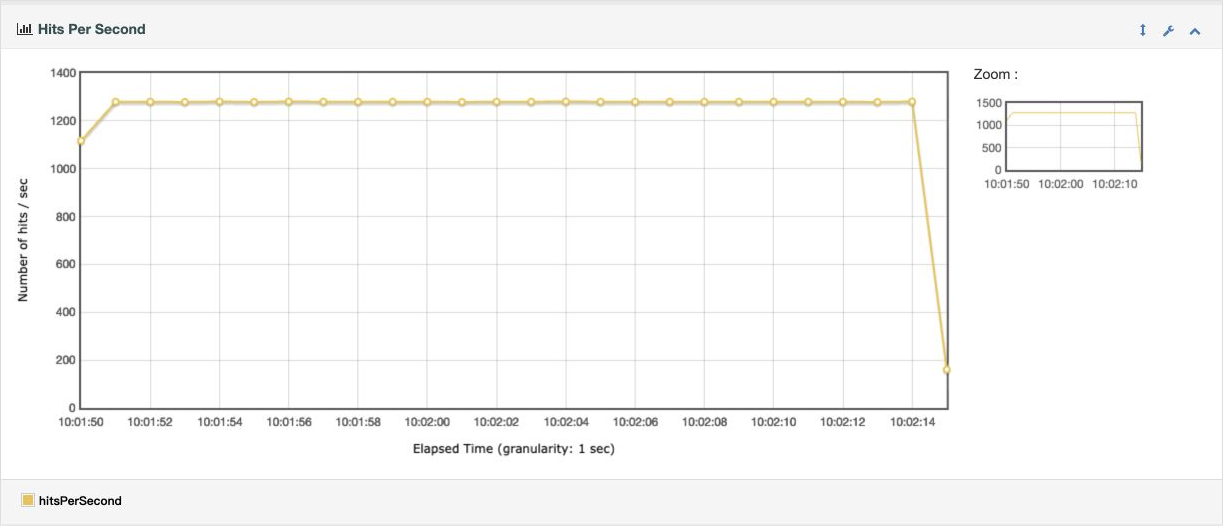 Hits Per Second
Zoom :
1400
1200
1000
800
600
400
200
0
Number of hits / sec
10:01:50 10:01:52 10:01:54 10:01:56 10:01:58 10:02:00 10:02:02 10:02:04 10:02:06 10:02:08 10:02:10 10:02:12 10:02:14
Elapsed Time (granularity: 1 sec)
1500
1000
500
0
10:01:50 10:02:00 10:02:10
hitsPerSecond